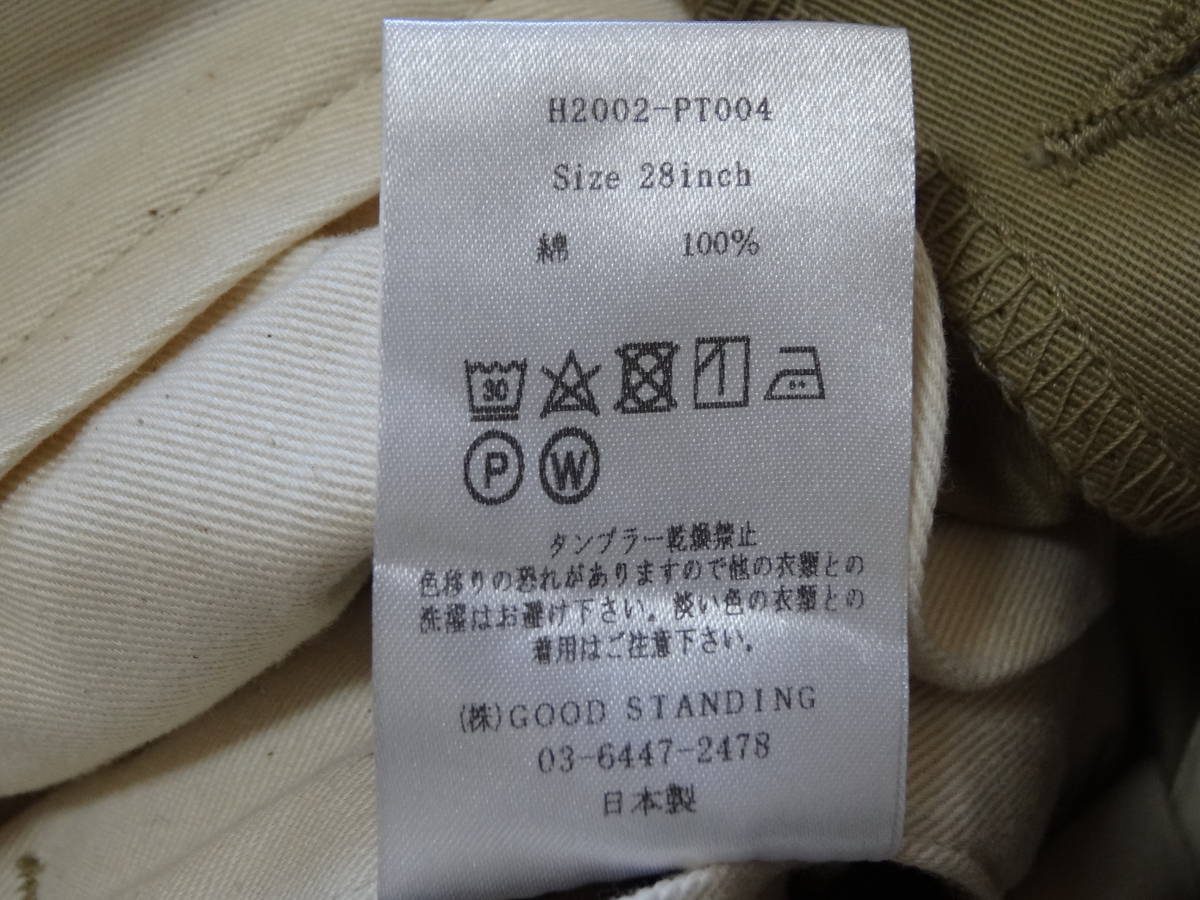 H2002-PT004
Size 28inch
綿 100%
30
P W
タンブラー乾燥禁止
色移りの恐れがありますので他の衣類との
洗濯はお避け下さい。淡い色の衣類との
着用はご注意下さい。
(株)GOOD STANDING
03-6447-2478
日本製